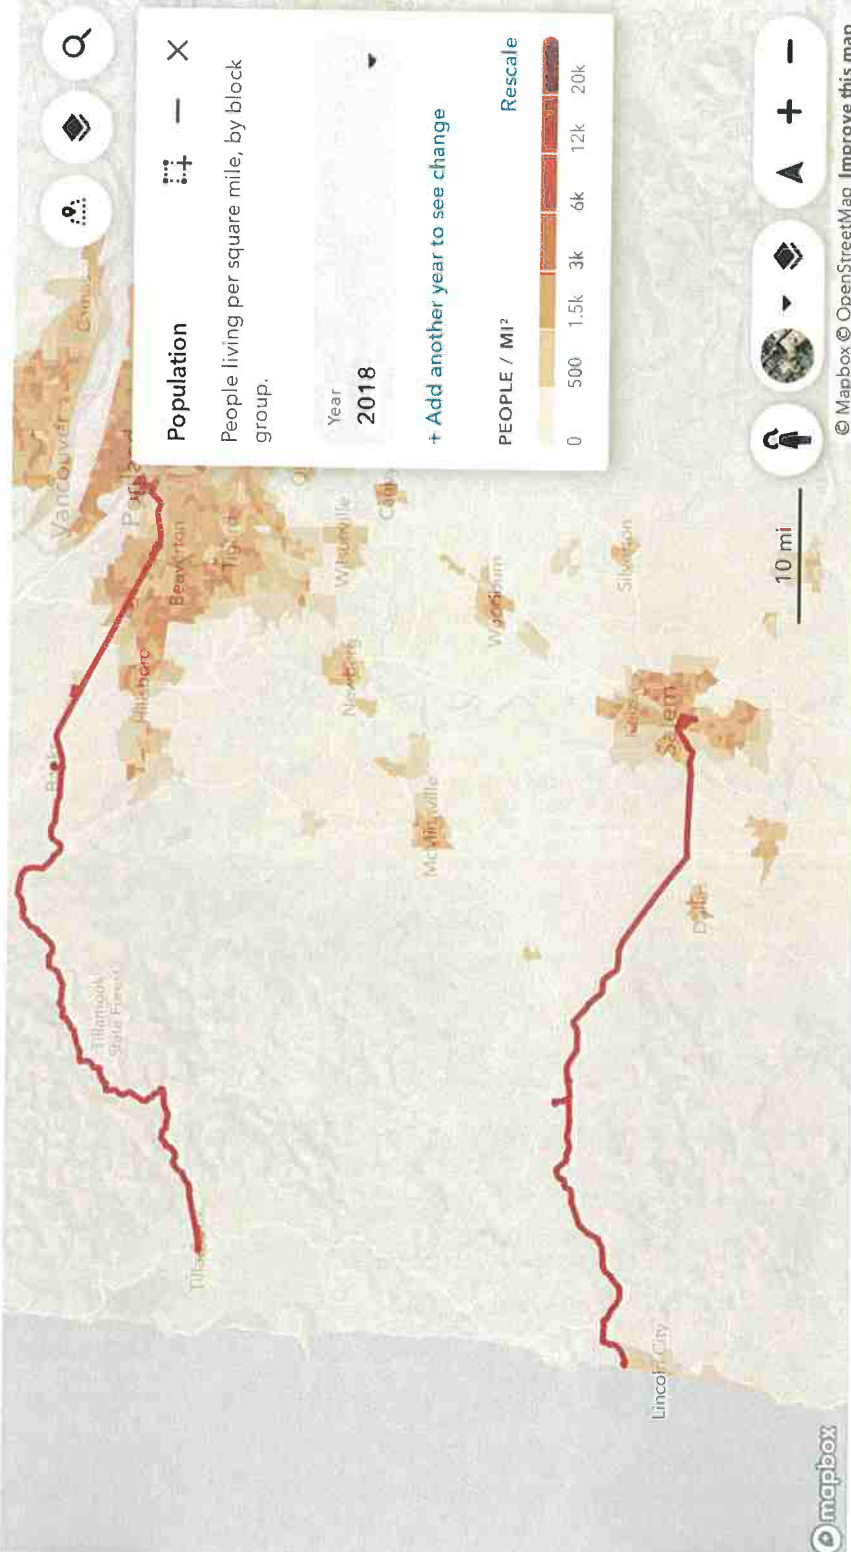 Population
People living per square mile, by block
group.
Year
2018
+ Add another year to see change
PEOPLE / MI²
Rescale
0 500 1.5k 3k 6k 12k 20k
Vancouver
Beaverton
Tigard
Hillsboro
Wilsonville
Newberg
McMinnville
Woodburn
Silverton
Salem
Tillamook
State Forest
Lincoln City
10 mi
mapbox
© Mapbox © OpenStreetMap Improve this map